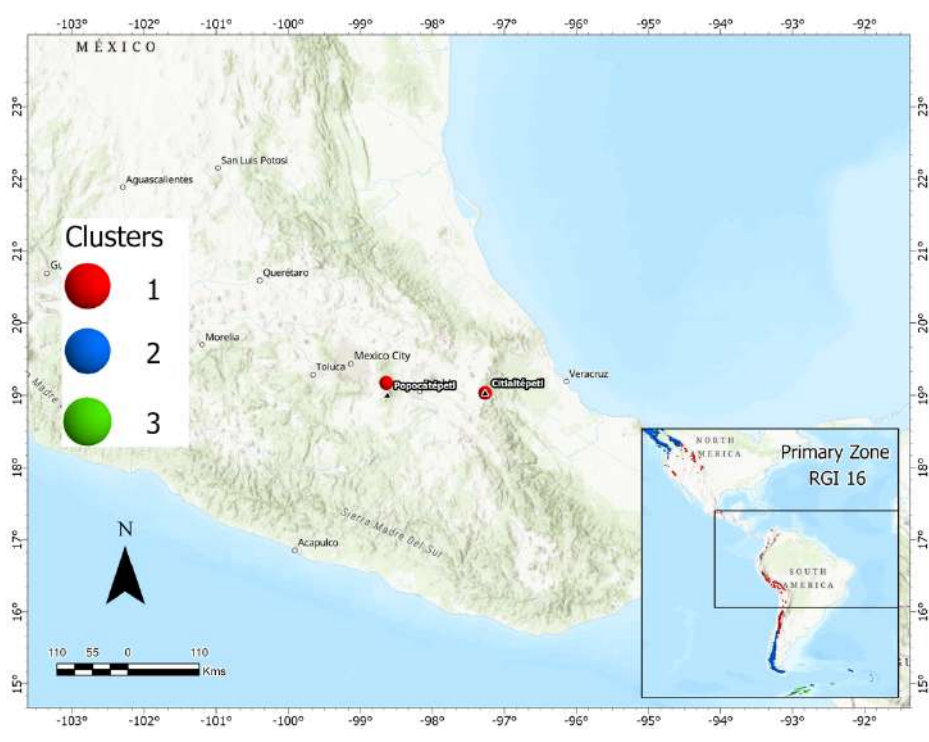 -103° -102° -101° -100° -99° -98° -97° -96° -95° -94° -93° -92°
MÉXICO
23°
22°
21°
20°
19°
18°
17°
16°
15°
23°
22°
21°
20°
19°
18°
17°
16°
15°
San Luis Potosi
Aguascalientes
Clusters
1
2
3
Querétaro
Morelia
Mexico City
Toluca
Popocatépetl
Citlaltépetl
Veracruz
Sierra Madre Del Sur
Acapulco
N
110 55 0 110
Kms
NORTH
AMERICA
Primary Zone
RGI 16
SOUTH
AMERICA
-103° -102° -101° -100° -99° -98° -97° -96° -95° -94° -93° -92°